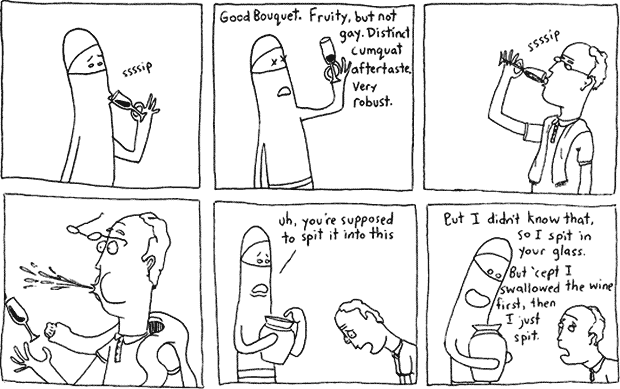 ssssip
Good Bouquet. Fruity, but not
gay. Distinct
cumquat
aftertaste.
Very
robust.
ssssip
uh, you're supposed
to spit it into this
But I didn't know that,
so I spit in
your glass.
But 'cept I
swallowed the wine
first, then
I just
spit.